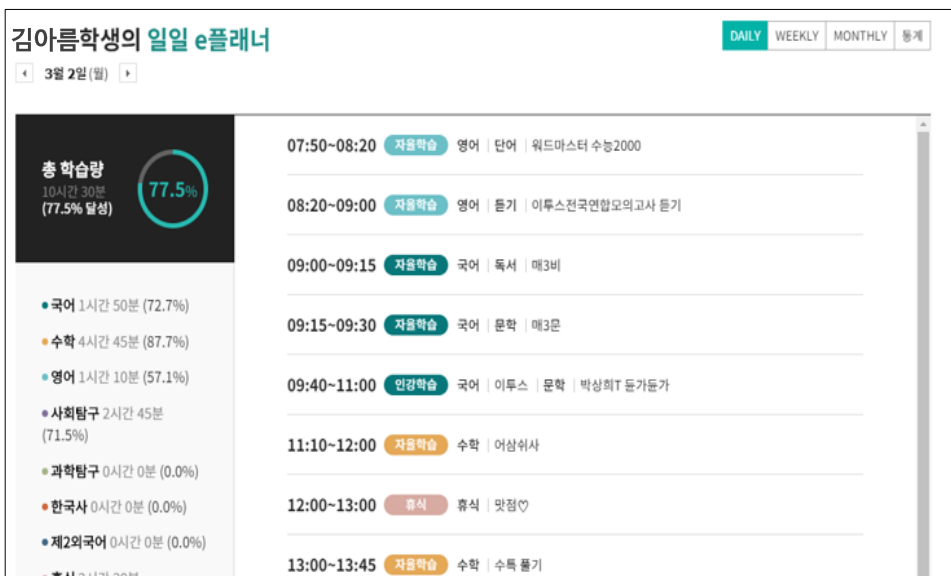 김아름학생의 일일 e플래너
DAILY WEEKLY MONTHLY 통계
3월 2일(월)
총 학습량
10시간 30분
(77.5% 달성)
77.5%
국어 1시간 50분 (72.7%)
수학 4시간 45분 (87.7%)
영어 1시간 10분 (57.1%)
사회탐구 2시간 45분
(71.5%)
과학탐구 0시간 0분 (0.0%)
한국사 0시간 0분 (0.0%)
제2외국어 0시간 0분 (0.0%)
07:50~08:20 자율학습 영어 | 단어 | 워드마스터 수능2000
08:20~09:00 자율학습 영어 | 듣기 | 이투스전국연합모의고사 듣기
09:00~09:15 자율학습 국어 | 독서 | 매3비
09:15~09:30 자율학습 국어 | 문학 | 매3문
09:40~11:00 인강학습 국어 | 이투스 | 문학 | 박상희T 듄가듄가
11:10~12:00 자율학습 수학 | 어삼쉬사
12:00~13:00 휴식 휴식 | 맛점♡
13:00~13:45 자율학습 수학 | 수특 풀기